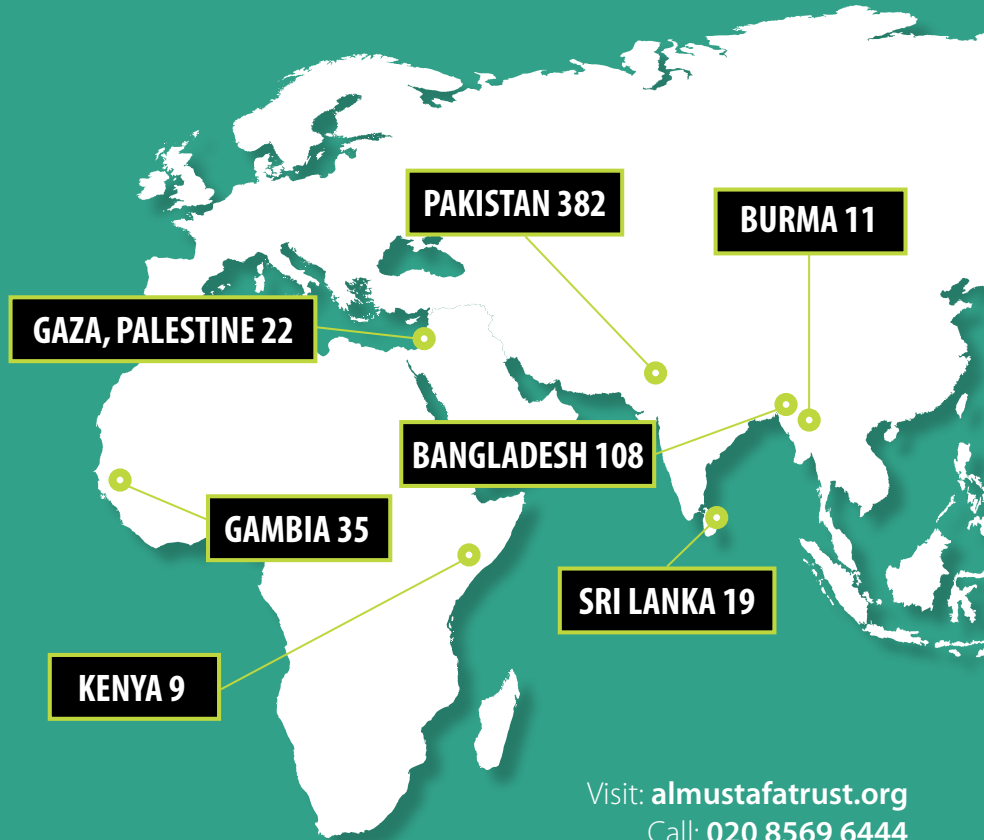 PAKISTAN 382
BURMA 11
GAZA, PALESTINE 22
BANGLADESH 108
GAMBIA 35
SRI LANKA 19
KENYA 9
Visit: almustafatrust.org
Call: 020 8569 6444